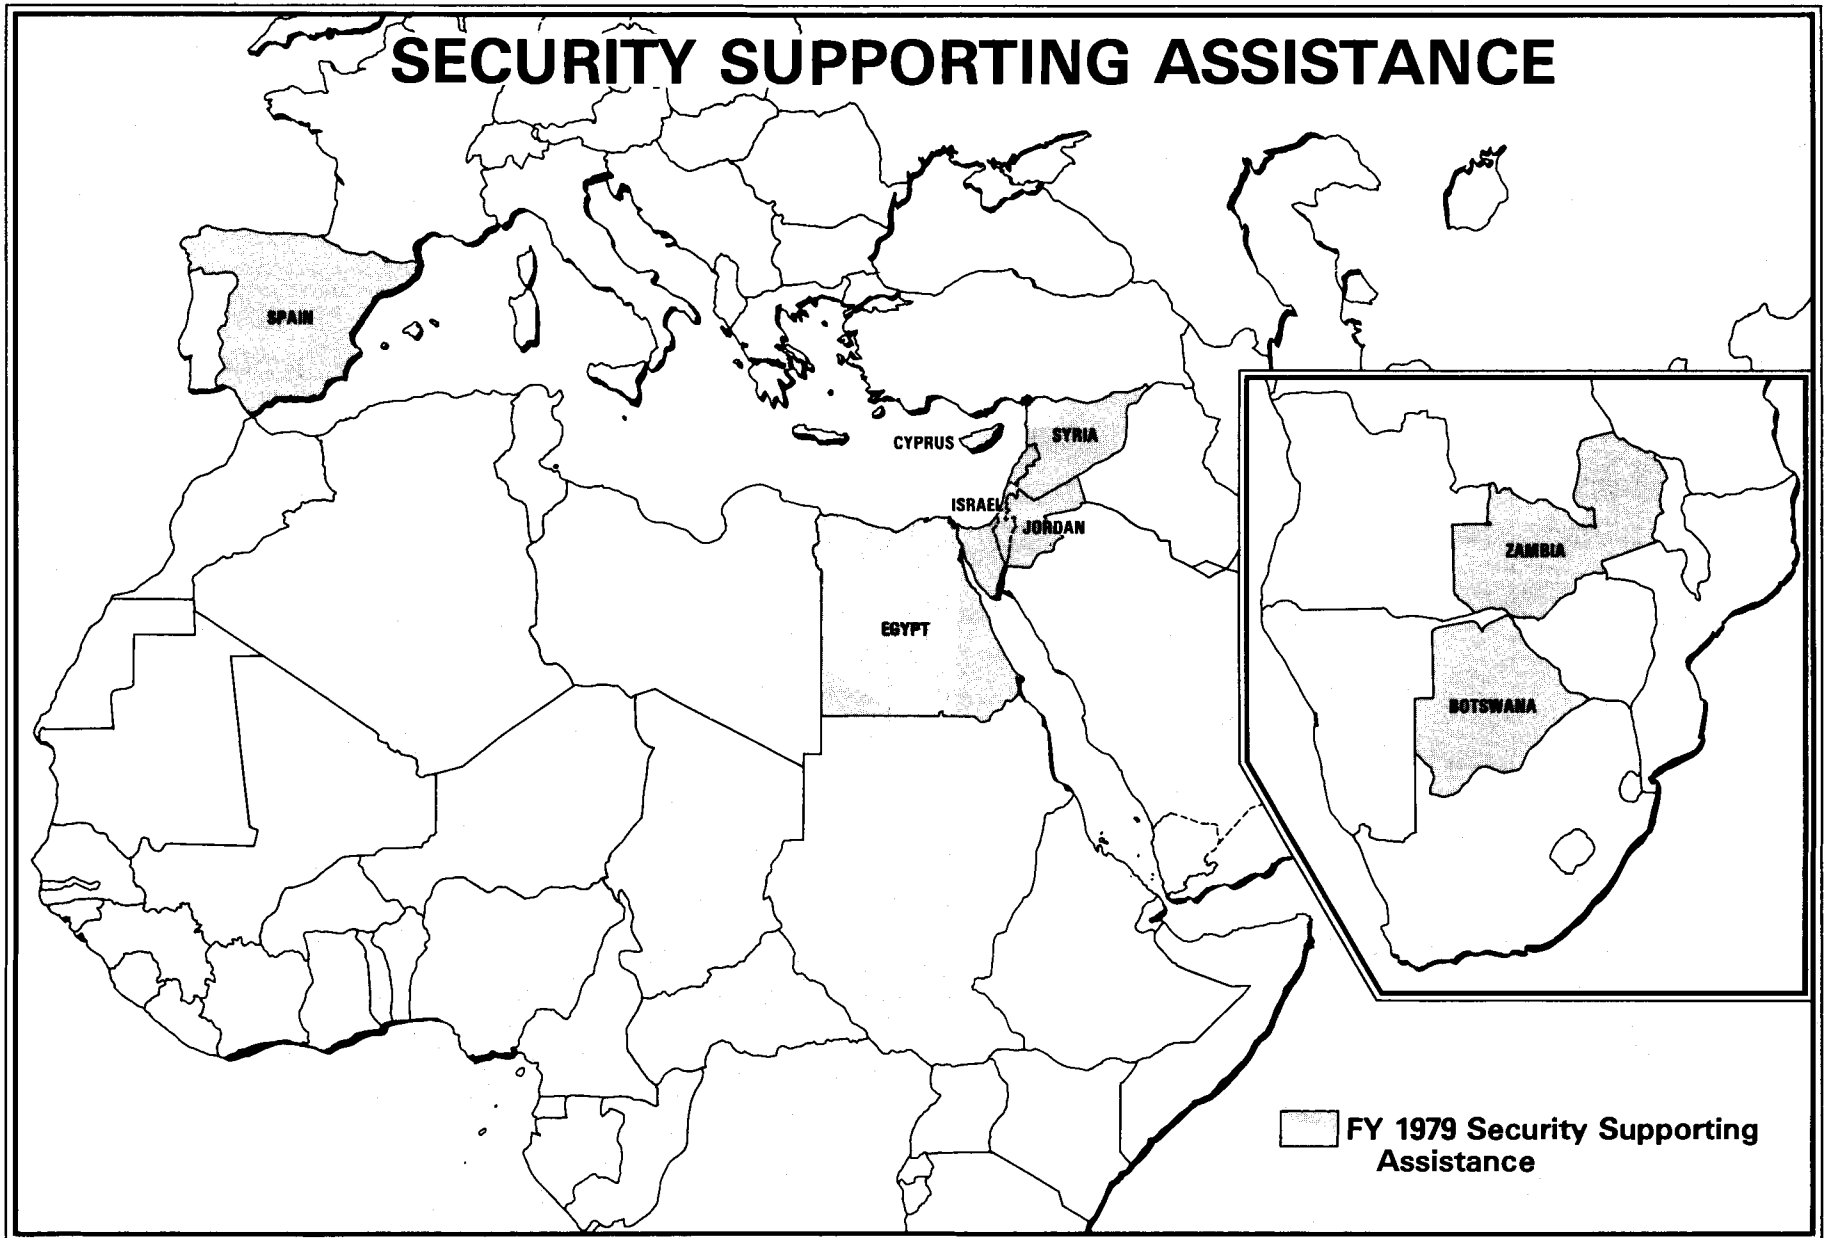 SECURITY SUPPORTING ASSISTANCE
SPAIN
CYPRUS
SYRIA
ISRAEL
JORDAN
EGYPT
ZAMBIA
BOTSWANA
FY 1979 Security Supporting
Assistance